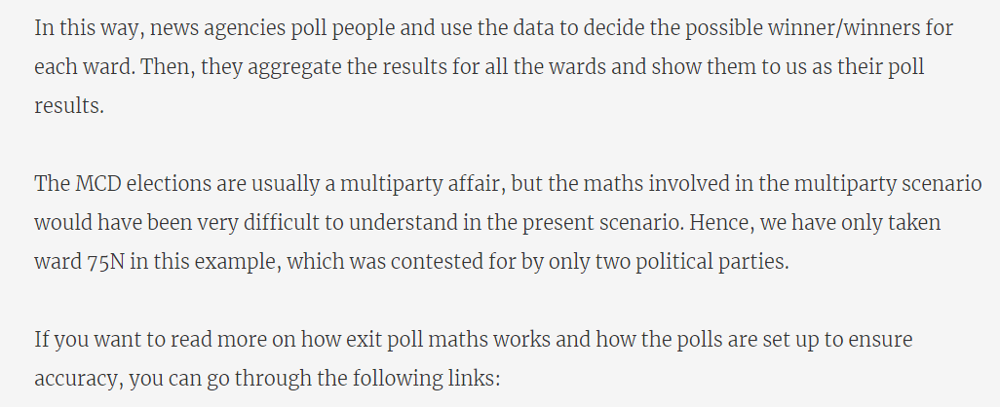 In this way, news agencies poll people and use the data to decide the possible winner/winners for
each ward. Then, they aggregate the results for all the wards and show them to us as their poll
results.
The MCD elections are usually a multiparty affair, but the maths involved in the multiparty scenario
would have been very difficult to understand in the present scenario. Hence, we have only taken
ward 75N in this example, which was contested for by only two political parties.
If you want to read more on how exit poll maths works and how the polls are set up to ensure
accuracy, you can go through the following links: